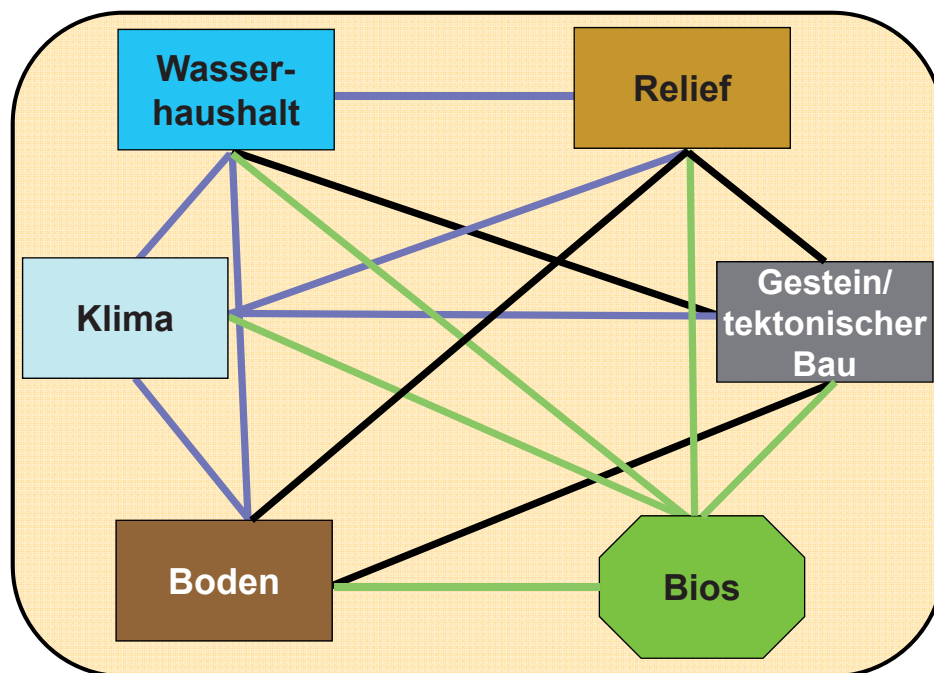 Wasser-
haushalt
Relief
Klima
Gestein/
tektonischer
Bau
Boden
Bios